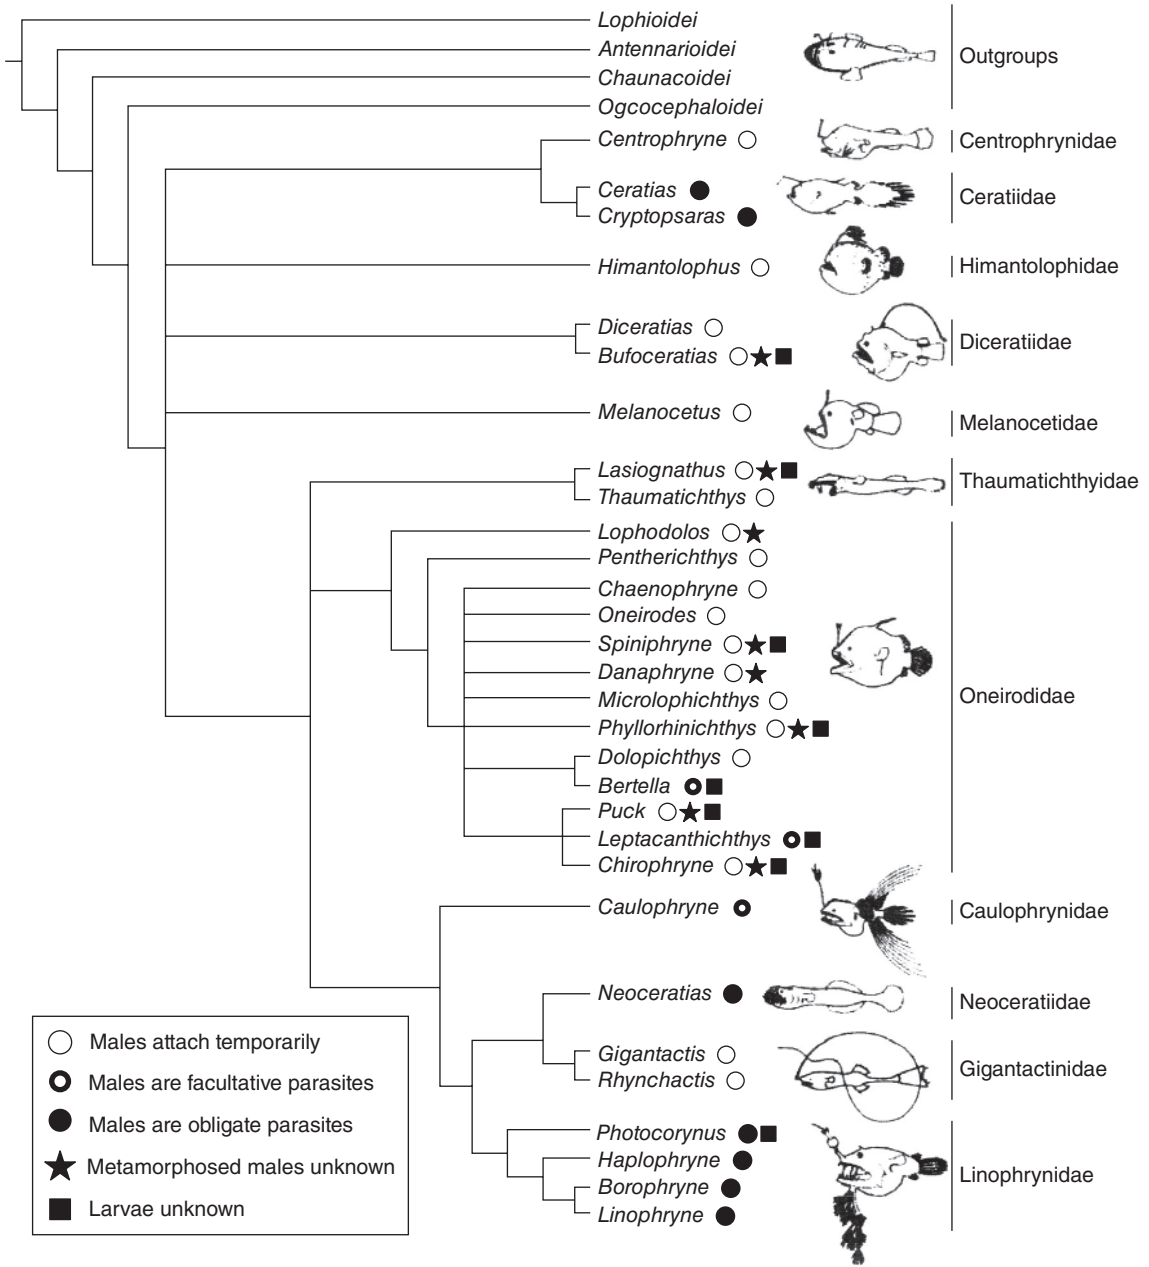 Lophioidei
Antennarioidei
Chaunacoidei
Ogcocephaloidei
Outgroups
Centrophryne
Centrophrynidae
Ceratias
Cryptopsaras
Ceratiidae
Himantolophus
Himantolophidae
Diceratias
Bufoceratias
Diceratiidae
Melanocetus
Melanocetidae
Lasiognathus
Thaumatichthys
Thaumatichthyidae
Lophodolos
Pentherichthys
Chaenophryne
Oneirodes
Spiniphryne
Danaphryne
Microlophichthys
Phyllorhinichthys
Dolopichthys
Bertella
Puck
Leptacanthichthys
Chirophryne
Oneirodidae
Caulophryne
Caulophrynidae
Neoceratias
Neoceratiidae
Gigantactis
Rhynchactis
Gigantactinidae
Photocorynus
Haplophryne
Borophryne
Linophryne
Linophrynidae
Males attach temporarily
Males are facultative parasites
Males are obligate parasites
Metamorphosed males unknown
Larvae unknown